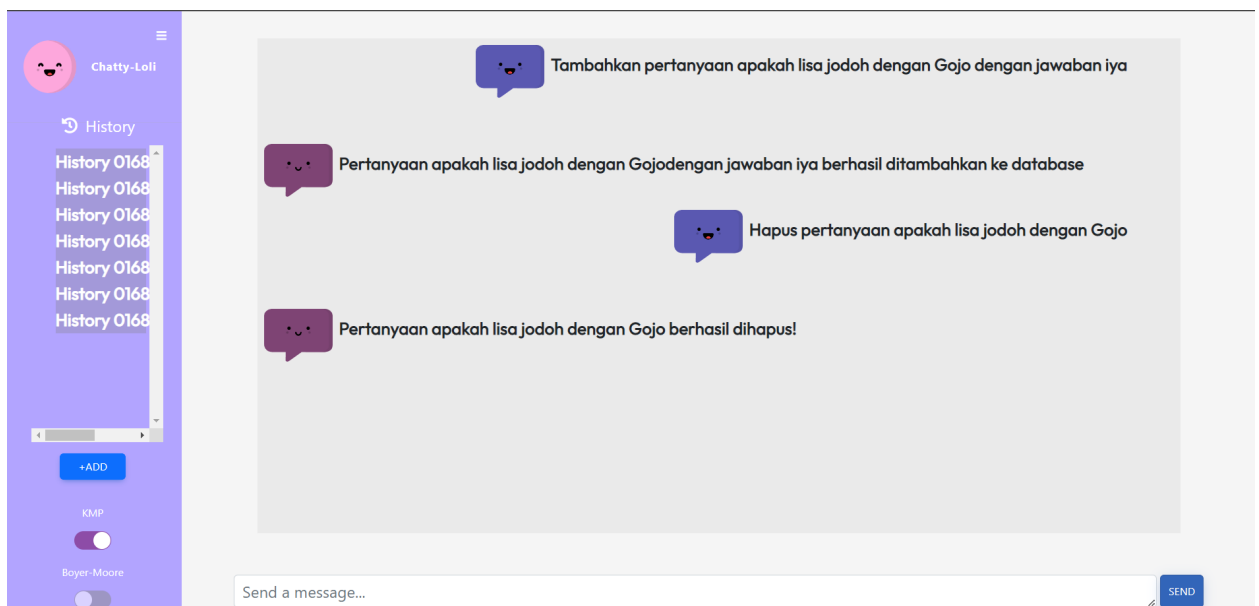 Chatty-Loli
History
History 0168
History 0168
History 0168
History 0168
History 0168
History 0168
History 0168
+ADD
KMP
Boyer-Moore
Tambahkan pertanyaan apakah lisa jodoh dengan Gojo dengan jawaban iya
Pertanyaan apakah lisa jodoh dengan Gojodengan jawaban iya berhasil ditambahkan ke database
Hapus pertanyaan apakah lisa jodoh dengan Gojo
Pertanyaan apakah lisa jodoh dengan Gojo berhasil dihapus!
Send a message...
SEND